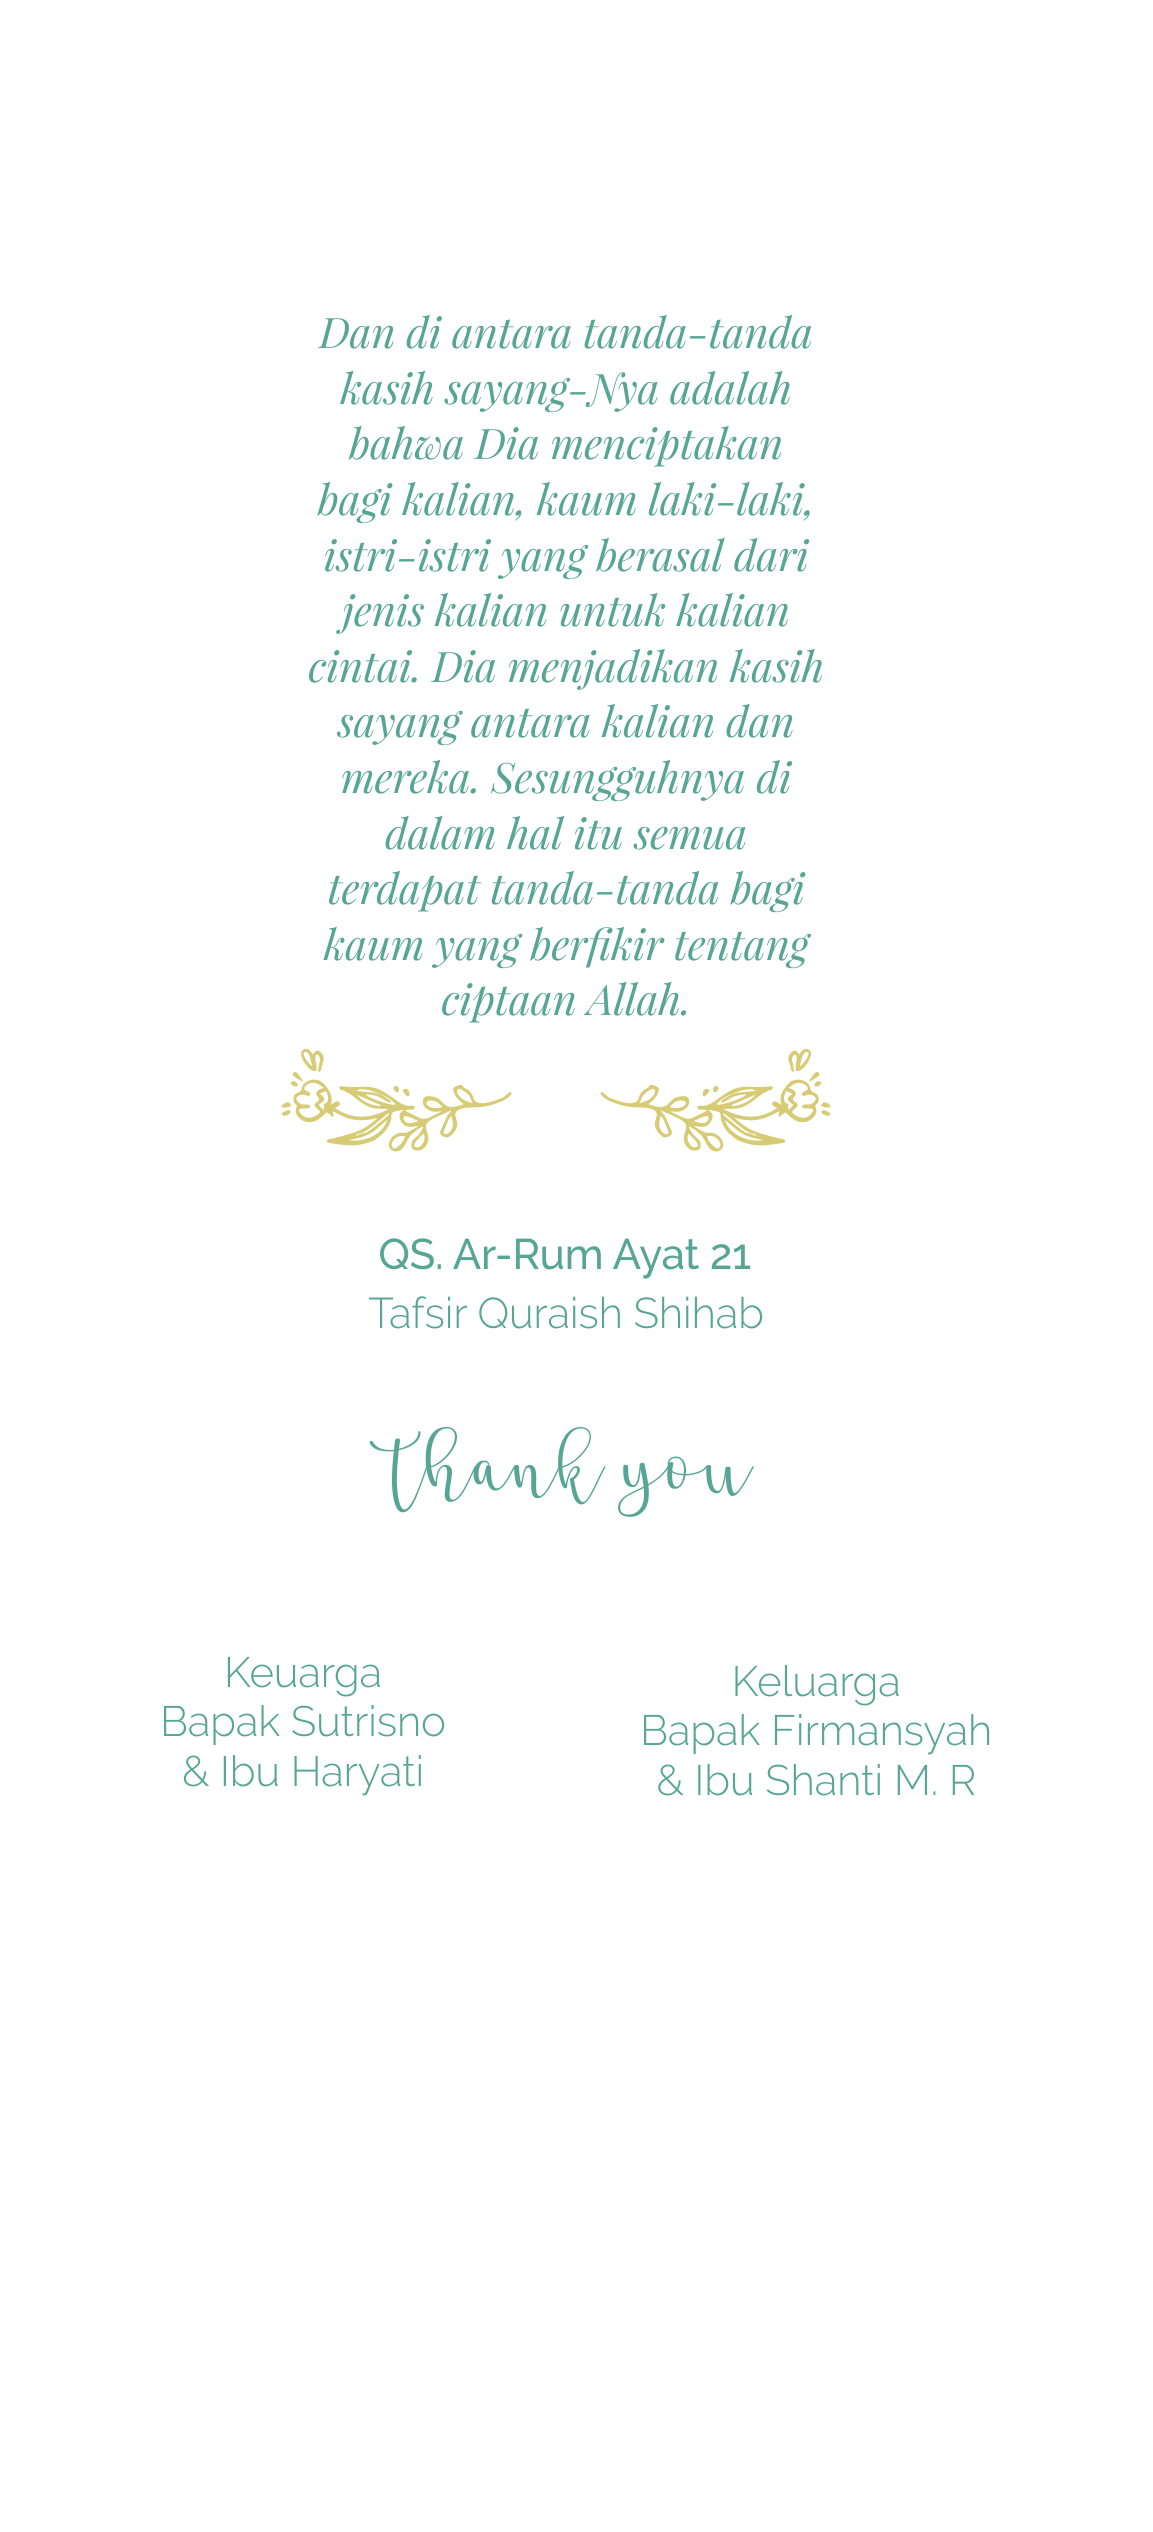 Dan di antara tanda-tanda
kasih sayang-Nya adalah
bahwa Dia menciptakan
bagi kalian, kaum laki-laki,
istri-istri yang berasal dari
jenis kalian untuk kalian
cintai. Dia menjadikan kasih
sayang antara kalian dan
mereka. Sesungguhnya di
dalam hal itu semua
terdapat tanda-tanda bagi
kaum yang berfikir tentang
ciptaan Allah.
QS. Ar-Rum Ayat 21
Tafsir Quraish Shihab
Thank you
Keuarga
Bapak Sutrisno
& Ibu Haryati
Keluarga
Bapak Firmansyah
& Ibu Shanti M. R